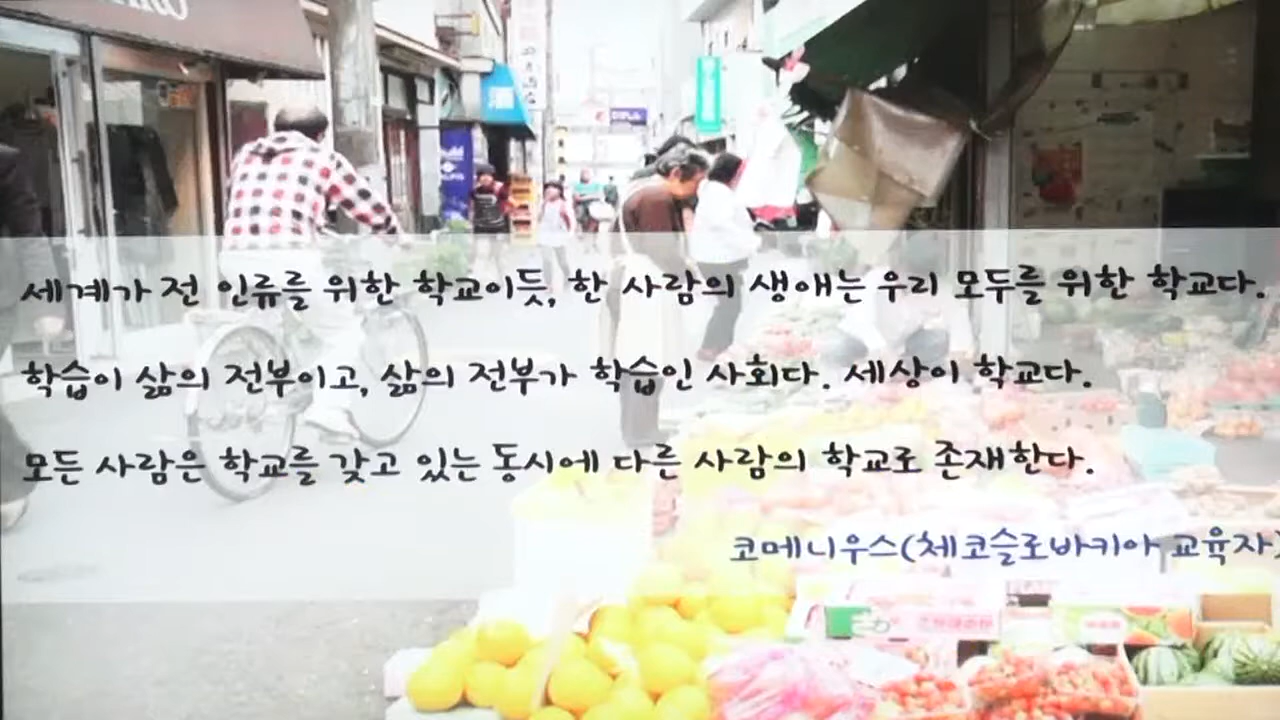 세계가 전 인류를 위한 학교이듯, 한 사람의 생애는 우리 모두를 위한 학교다.
학습이 삶의 전부이고, 삶의 전부가 학습인 사회다. 세상이 학교다.
모든 사람은 학교를 갖고 있는 동시에 다른 사람의 학교로 존재한다.
코메니우스(체코슬로바키아 교육자)